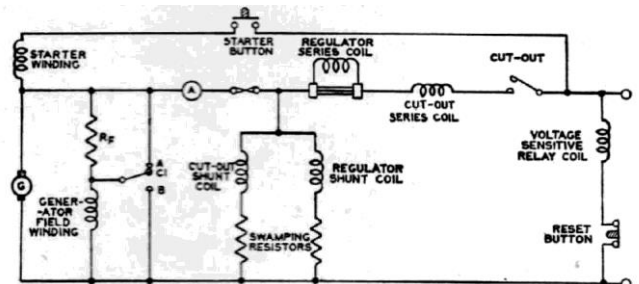 STARTER
WINDING
STARTER
BUTTON
REGULATOR
SERIES COIL
CUT-OUT
A
CUT-OUT
SERIES COIL
RF
A
C1
B
G
GENER-
-ATOR
FIELD
WINDING
CUT-OUT
SHUNT
COIL
REGULATOR
SHUNT COIL
SWAMPING
RESISTORS
VOLTAGE
SENSITIVE
RELAY COIL
RESET
BUTTON